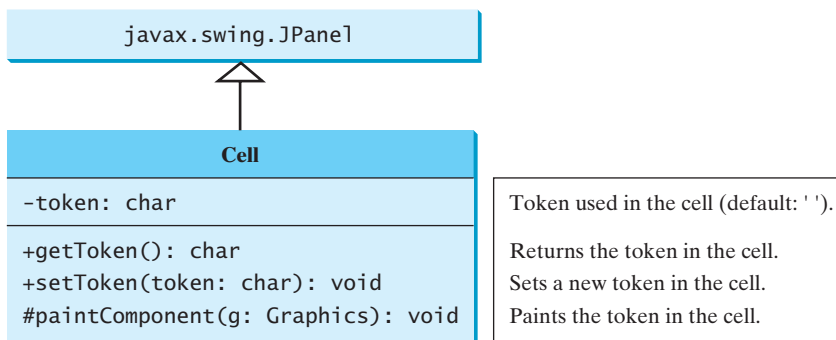 javax.swing.JPanel
Cell
-token: char
Token used in the cell (default: ' ').
+getToken(): char
Returns the token in the cell.
+setToken(token: char): void
Sets a new token in the cell.
#paintComponent(g: Graphics): void
Paints the token in the cell.